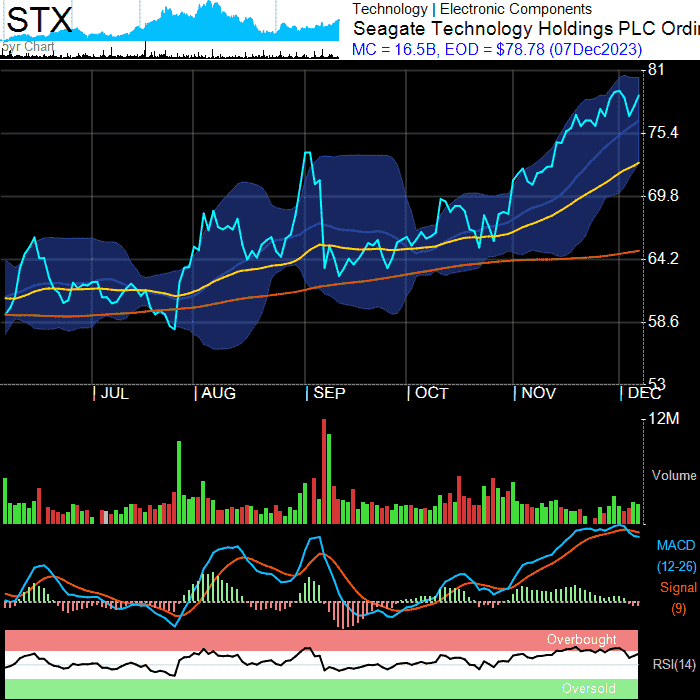 STX
5yr Chart
Technology | Electronic Components
Seagate Technology Holdings PLC Ordi
MC = 16.5B, EOD = $78.78 (07Dec2023)
81
75.4
69.8
64.2
58.6
53
| JUL
| AUG
| SEP
| OCT
| NOV
| DEC
12M
Volume
MACD
(12-26)
Signal
(9)
Overbought
RSI(14)
Oversold